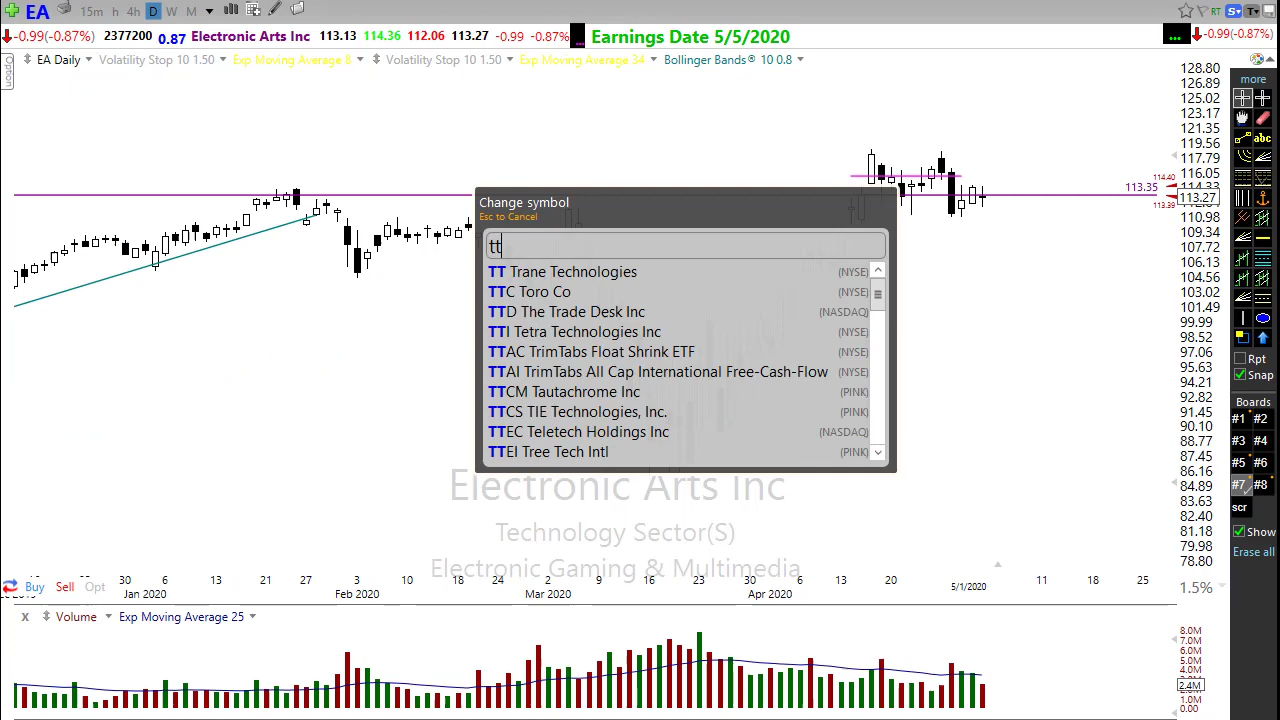 EA 15m h 4h D W M RT S T
-0.99(-0.87%) 2377200 0.87 Electronic Arts Inc 113.13 114.36 112.06 113.27 -0.99 -0.87% ... Earnings Date 5/5/2020 ... -0.99(-0.87%)
Option
EA Daily Volatility Stop 10 1.50 Exp Moving Average 8 Volatility Stop 10 1.50 Exp Moving Average 34 Bollinger Bands® 10 0.8
128.80
126.89
125.02
123.17
121.35
119.56
117.79
116.05
114.40
113.35
114.33
113.27
113.39
110.98
109.34
107.72
106.13
104.56
103.02
101.49
99.99
98.52
97.06
95.63
94.21
92.82
91.45
90.10
88.77
87.45
86.16
84.89
83.63
82.40
81.18
79.98
78.80
more
abc
Rpt
Snap
Boards
#1 #2
#3 #4
#5 #6
#7 #8
scr
Show
Erase all
Change symbol
Esc to Cancel
tt
TT Trane Technologies (NYSE)
TTC Toro Co (NYSE)
TTD The Trade Desk Inc (NASDAQ)
TTI Tetra Technologies Inc (NYSE)
TTAC TrimTabs Float Shrink ETF (NYSE)
TTAI TrimTabs All Cap International Free-Cash-Flow (NYSE)
TTCM Tautachrome Inc (PINK)
TTCS TIE Technologies, Inc. (PINK)
TTEC Teletech Holdings Inc (NASDAQ)
TTEI Tree Tech Intl (PINK)
Electronic Arts Inc
Technology Sector(S)
Electronic Gaming & Multimedia
30 6 13 21 27 3 10 18 24 2 9 16 23 30 6 13 20 5/1/2020 11 18 25
Buy Sell Opt
Jan 2020 Feb 2020 Mar 2020 Apr 2020
1.5%
X Volume Exp Moving Average 25
8.0M
7.0M
6.0M
5.0M
4.0M
2.4M
1.0M
0.00